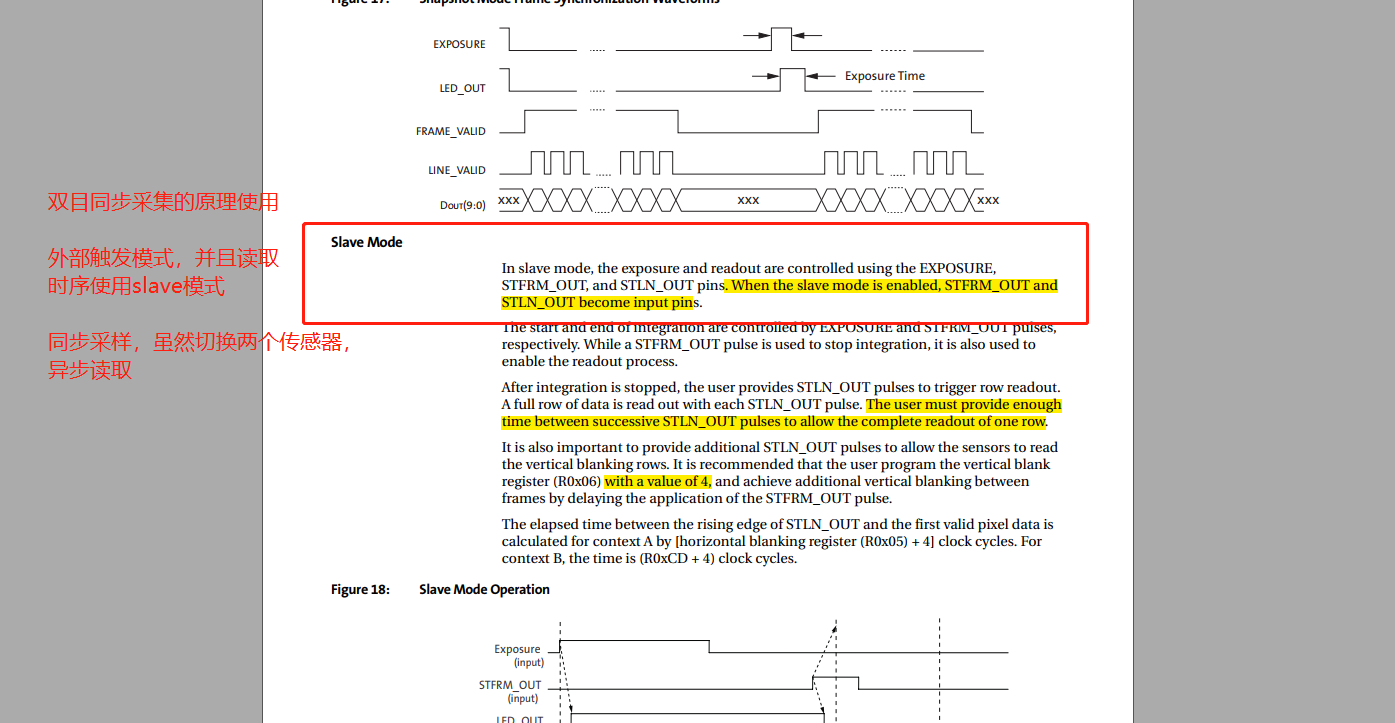 Figure 17: Snapshot Mode Frame Synchronization Waveforms
EXPOSURE
LED_OUT
Exposure Time
FRAME_VALID
LINE_VALID
DOUT(9:0)
xxx
xxx
xxx
双目同步采集的原理使用
外部触发模式，并且读取
时序使用slave模式
同步采样，虽然切换两个传感器，
异步读取
Slave Mode
In slave mode, the exposure and readout are controlled using the EXPOSURE,
STFRM_OUT, and STLN_OUT pins. When the slave mode is enabled, STFRM_OUT and
STLN_OUT become input pins.
The start and end of integration are controlled by EXPOSURE and STFRM_OUT pulses,
respectively. While a STFRM_OUT pulse is used to stop integration, it is also used to
enable the readout process.
After integration is stopped, the user provides STLN_OUT pulses to trigger row readout.
A full row of data is read out with each STLN_OUT pulse. The user must provide enough
time between successive STLN_OUT pulses to allow the complete readout of one row.
It is also important to provide additional STLN_OUT pulses to allow the sensors to read
the vertical blanking rows. It is recommended that the user program the vertical blank
register (R0x06) with a value of 4, and achieve additional vertical blanking between
frames by delaying the application of the STFRM_OUT pulse.
The elapsed time between the rising edge of STLN_OUT and the first valid pixel data is
calculated for context A by [horizontal blanking register (R0x05) + 4] clock cycles. For
context B, the time is (R0xCD + 4) clock cycles.
Figure 18: Slave Mode Operation
Exposure
(input)
STFRM_OUT
(input)
LED_OUT